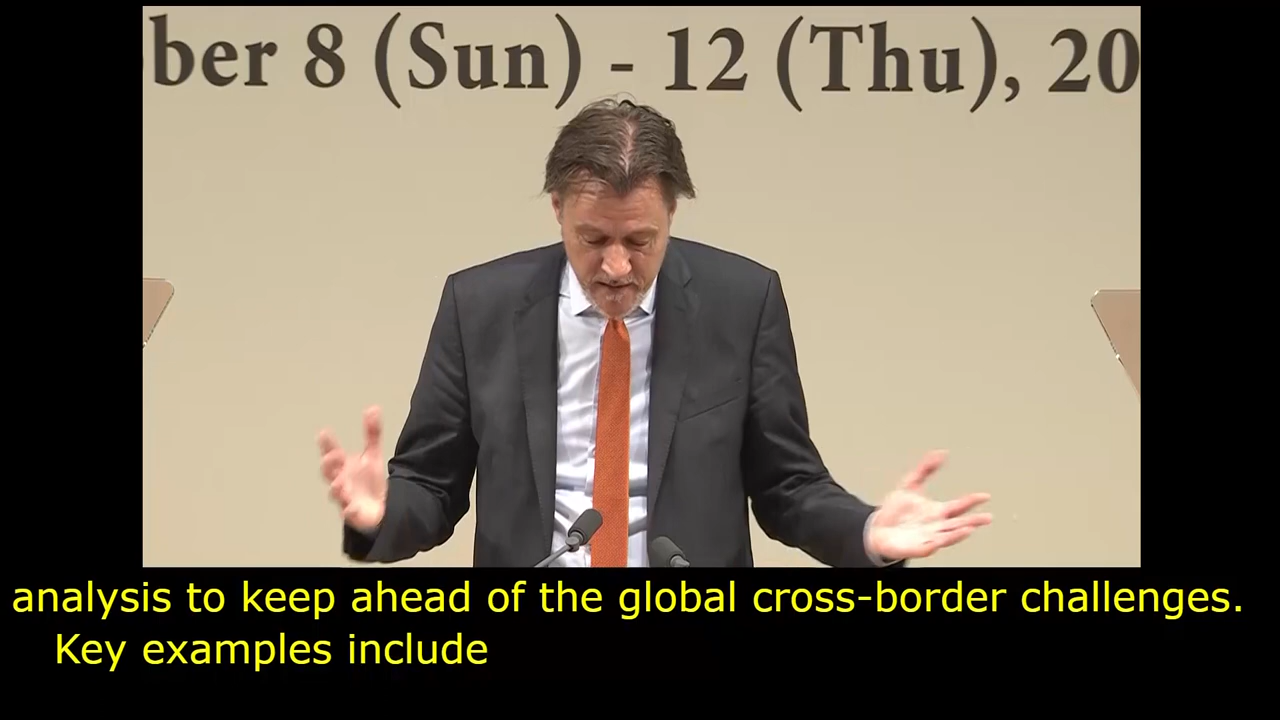 ber 8 (Sun) - 12 (Thu), 20
analysis to keep ahead of the global cross-border challenges.
Key examples include